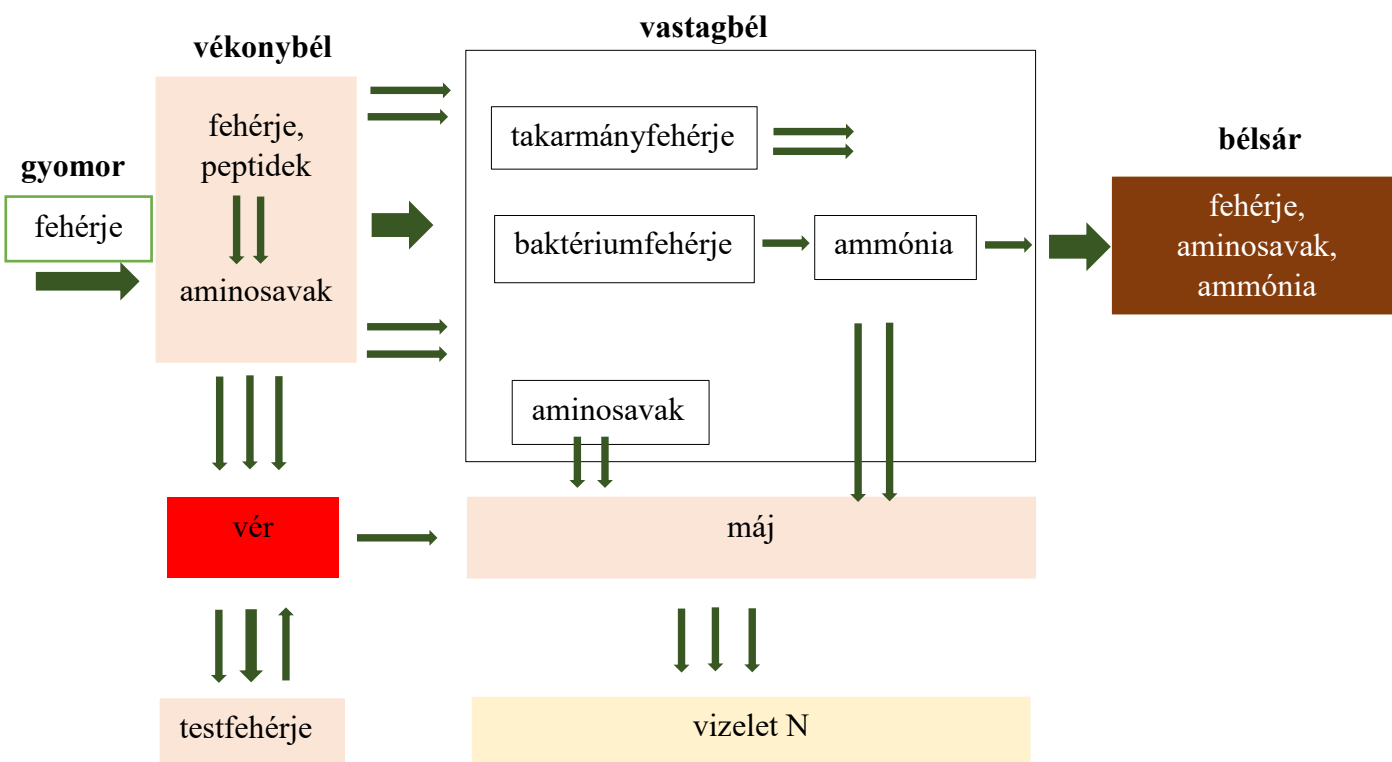 vékonybél
vastagbél
gyomor
fehérje
fehérje,
peptidek
aminosavak
takarmányfehérje
baktériumfehérje
ammónia
aminosavak
bélsár
fehérje,
aminosavak,
ammónia
vér
máj
testfehérje
vizelet N